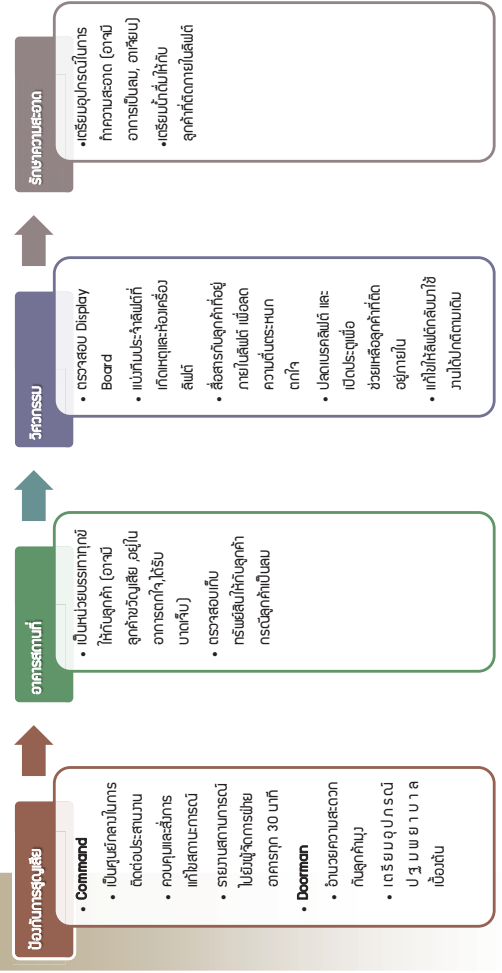 ป้องกันการสูญเสีย
• Command
• เป็นศูนย์กลางในการ
ติดต่อประสานงาน
• ควบคุมและสั่งการ
แก้ไขสถานะการณ์
• รายงานสถานการณ์
ไปยังผู้จัดการฝ่าย
อาคารทุก 30 นาที
• Doorman
• อำนวยความสะดวก
กันลูกค้ามุง
• เตรียมอุปกรณ์
ปฐมพยาบาล
เบื้องต้น
อาคารสถานที่
• เป็นหน่วยบรรเทาทุกข์
ให้กับลูกค้า (อาจมี
ลูกค้าขวัญเสีย ,อยู่ใน
อาการตกใจ,ได้รับ
บาดเจ็บ)
• ตรวจสอบเก็บ
ทรัพย์สินให้กับลูกค้า
กรณีลูกค้าเป็นลม
วิศวกรรม
• ตรวจสอบ Display
Board
• แบ่งทีมประจำลิฟต์ที่
เกิดเหตุและห้องเครื่อง
ลิฟต์
• สื่อสารกับลูกค้าที่อยู่
ภายในลิฟต์ เพื่อลด
ความตื่นตระหนก
ตกใจ
• ปลดเบรคลิฟต์ และ
เปิดประตูเพื่อ
ช่วยเหลือลูกค้าที่ติด
อยู่ภายใน
• แก้ไขให้ลิฟต์กลับมาใช้
งานได้ปกติตามเดิม
รักษาความสะอาด
•เตรียมอุปกรณ์ในการ
ทำความสะอาด (อาจมี
อาการเป็นลม, อาเจียน)
•เตรียมน้ำดื่มให้กับ
ลูกค้าที่ติดภายในลิฟต์